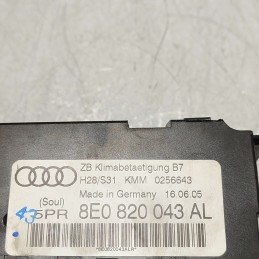 ZB Klimabetaetigung B7
H28/S31 KMM 0256643
Made in Germany 16.06.05
(Soul)
43
5PR 8E0 820 043 AL